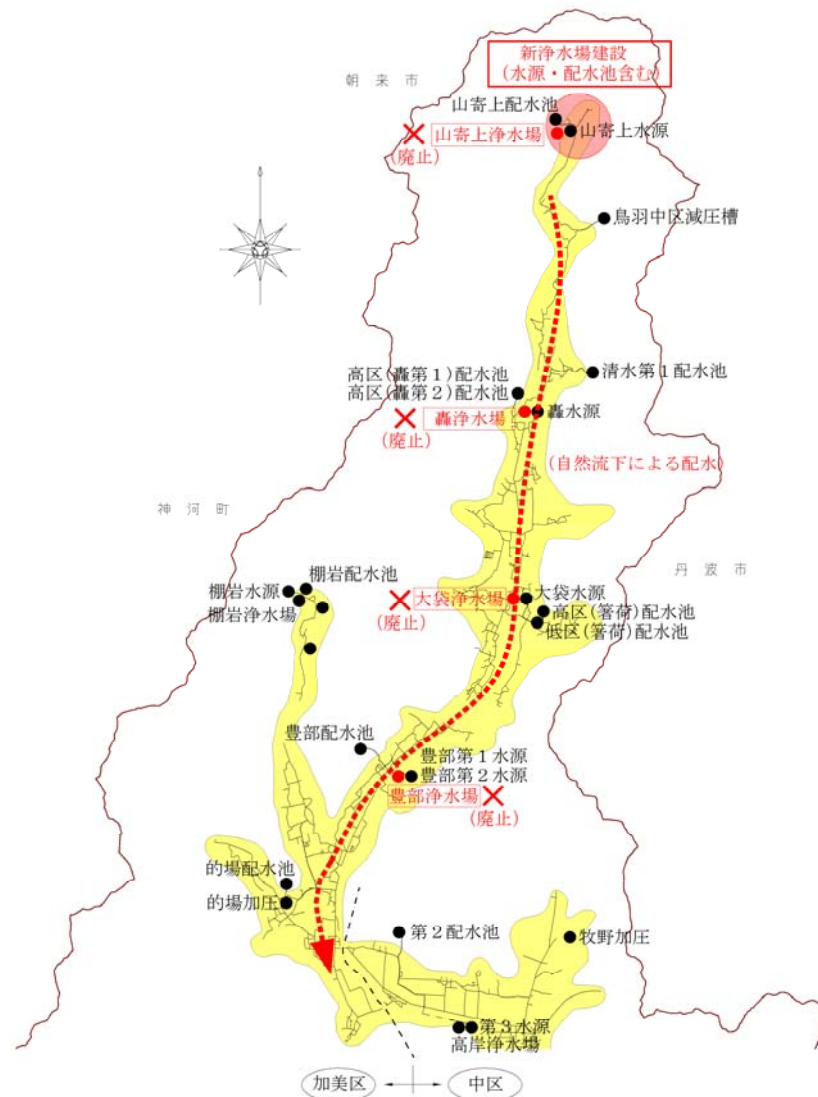 新浄水場建設
(水源・配水池含む)
朝来市
山寄上配水池
山寄上浄水場
山寄上水源
(廃止)
鳥羽中区減圧槽
高区(轟第1)配水池
高区(轟第2)配水池
清水第1配水池
轟浄水場
轟水源
(廃止)
(自然流下による配水)
神河町
丹波市
棚岩配水池
棚岩水源
棚岩浄水場
大袋浄水場
大袋水源
高区(箸荷)配水池
低区(箸荷)配水池
(廃止)
豊部配水池
豊部第1水源
豊部第2水源
豊部浄水場
(廃止)
的場配水池
的場加圧
第2配水池
牧野加圧
第3水源
高岸浄水場
加美区
中区